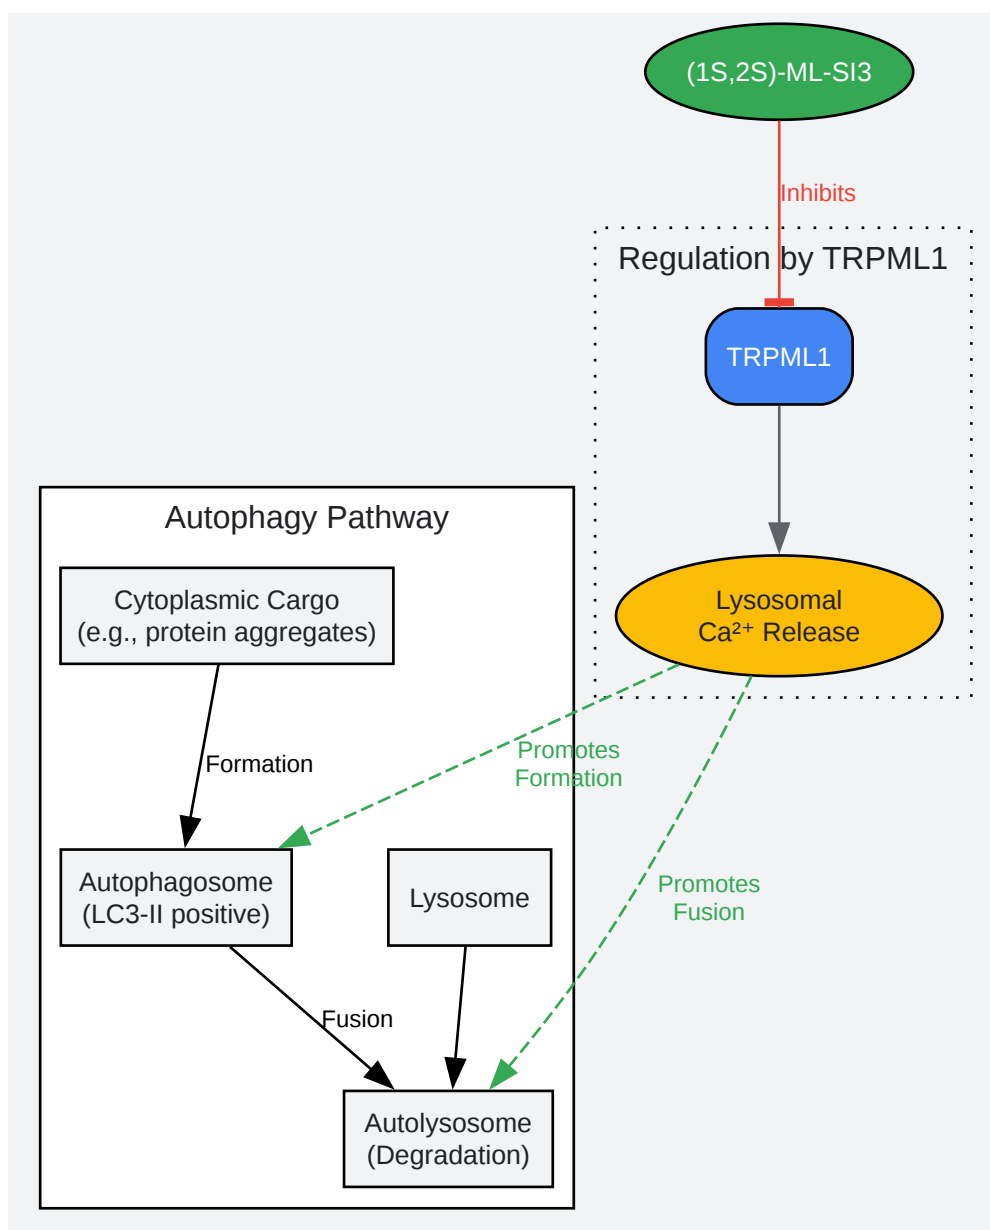 (1S,2S)-ML-SI3
Inhibits
Regulation by TRPML1
TRPML1
Lysosomal
Ca²⁺ Release
Autophagy Pathway
Cytoplasmic Cargo
(e.g., protein aggregates)
Formation
Promotes
Formation
Autophagosome
(LC3-II positive)
Lysosome
Promotes
Fusion
Fusion
Autolysosome
(Degradation)